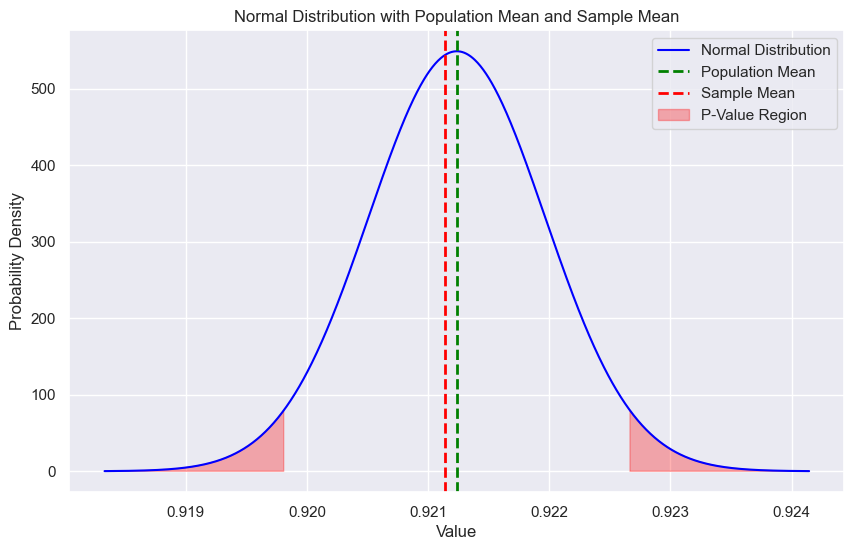 Normal Distribution with Population Mean and Sample Mean
Normal Distribution
Population Mean
Sample Mean
P-Value Region
Probability Density
500
400
300
200
100
0
0.919
0.920
0.921
0.922
0.923
0.924
Value